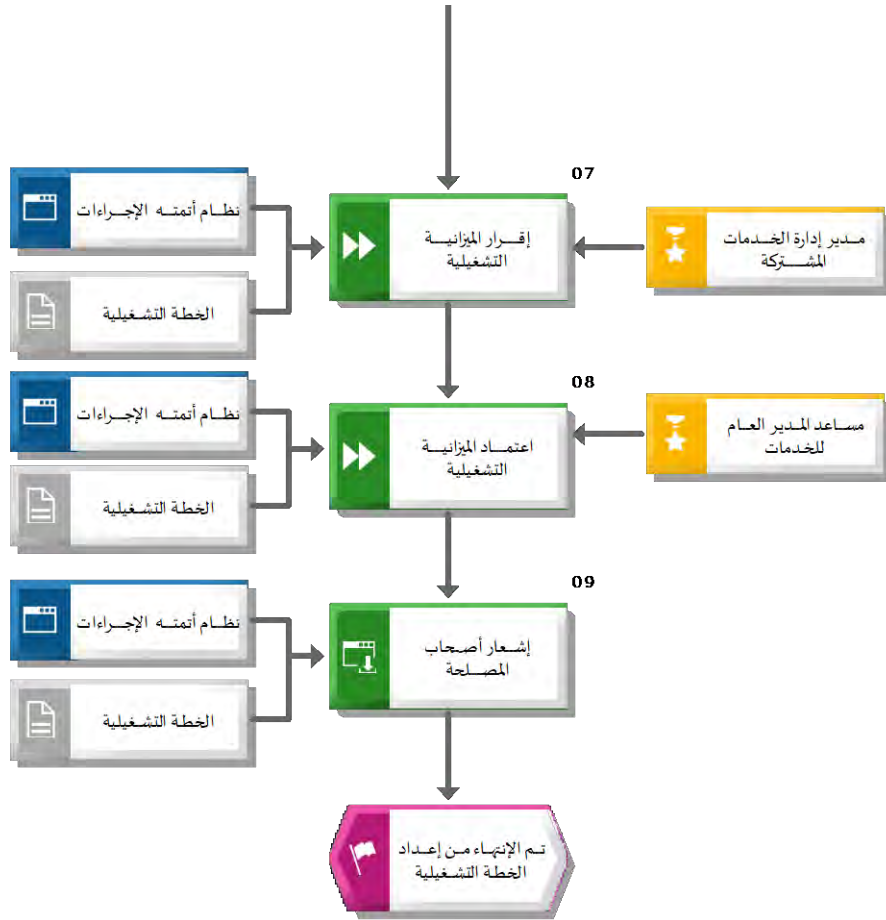 07
مدير إدارة الخدمات
المشتركة
إقرار الميزانية
التشغيلية
نظام أتمته الإجراءات
الخطة التشغيلية
08
مساعد المدير العام
للخدمات
اعتماد الميزانية
التشغيلية
نظام أتمته الإجراءات
الخطة التشغيلية
09
إشعار أصحاب
المصلحة
نظام أتمته الإجراءات
الخطة التشغيلية
تم الإنتهاء من إعداد
الخطة التشغيلية